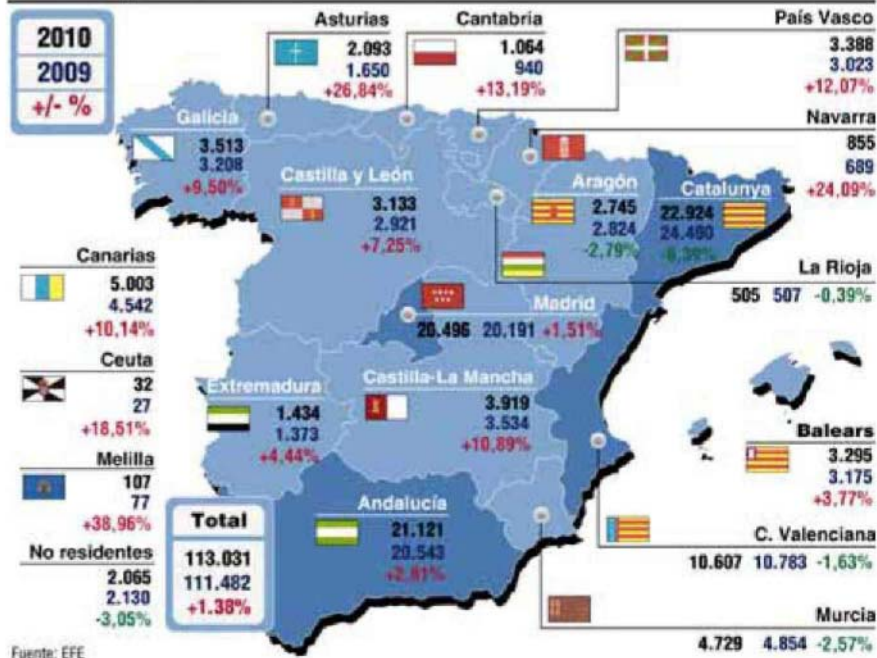 2010
2009
+/- %
Asturias
2.093
1.650
+26,84%
Cantabria
1.064
940
+13,19%
País Vasco
3.388
3.023
+12,07%
Navarra
855
689
+24,09%
Galicia
3.513
3.208
+9,50%
Castilla y León
3.133
2.921
+7,25%
Aragón
2.745
2.824
-2,79%
Catalunya
22.924
24.490
-6,39%
La Rioja
505 507 -0,39%
Canarias
5.003
4.542
+10,14%
Madrid
20.496 20.191 +1,51%
Ceuta
32
27
+18,51%
Extremadura
1.434
1.373
+4,44%
Castilla-La Mancha
3.919
3.534
+10,89%
Balears
3.295
3.175
+3,77%
Melilla
107
77
+38,96%
Andalucía
21.121
20.543
+2,81%
C. Valenciana
10.607 10.783 -1,63%
No residentes
2.065
2.130
-3,05%
Total
113.031
111.482
+1.38%
Murcia
4.729 4.854 -2,57%
Fuente: EFE